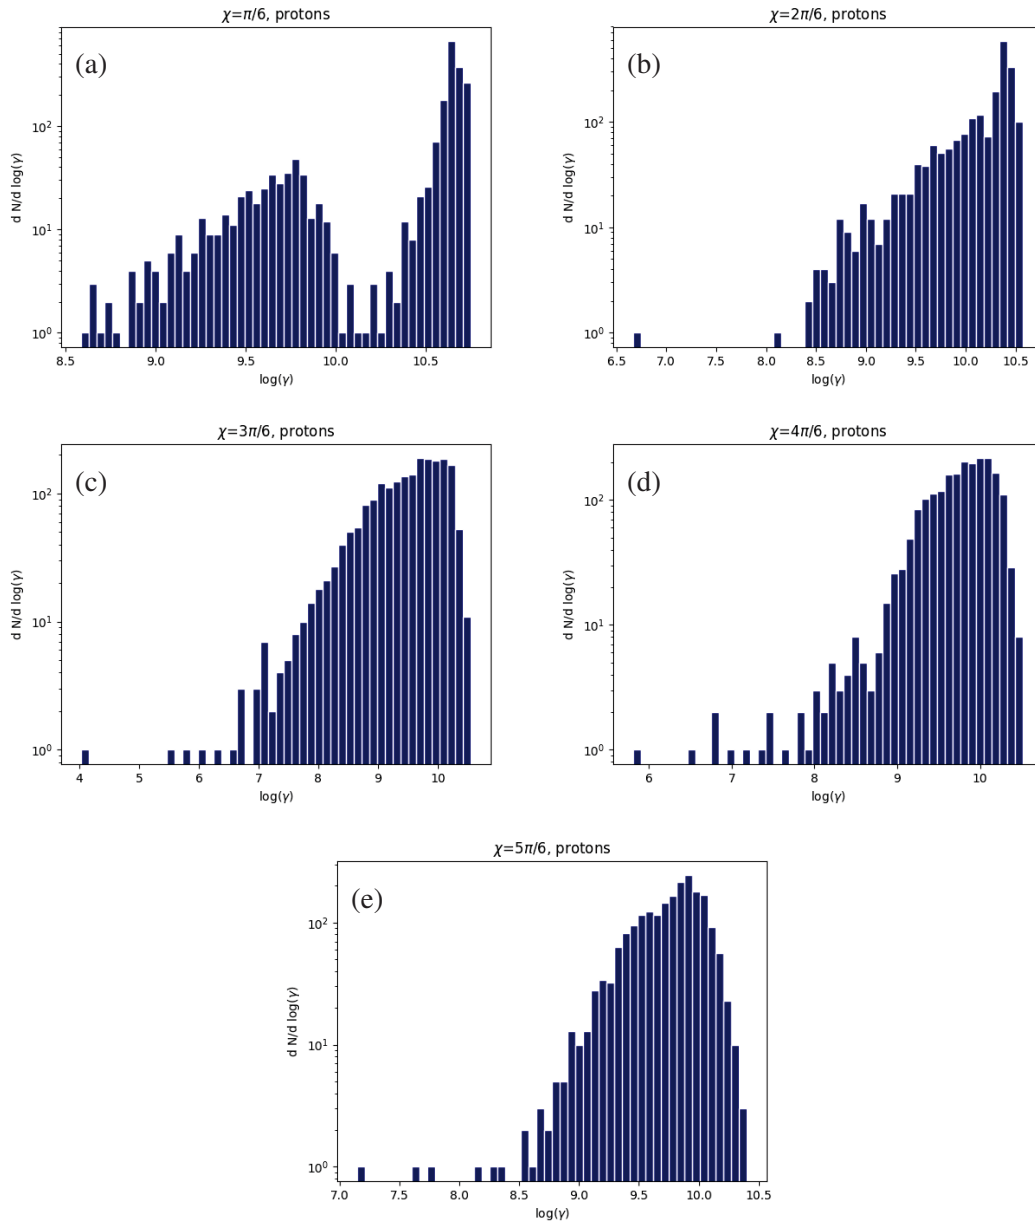 χ=π/6, protons
(a)
d N/d log(γ)
10²
10¹
10⁰
8.5 9.0 9.5 10.0 10.5
log(γ)
χ=2π/6, protons
(b)
d N/d log(γ)
10²
10¹
10⁰
6.5 7.0 7.5 8.0 8.5 9.0 9.5 10.0 10.5
log(γ)
χ=3π/6, protons
(c)
d N/d log(γ)
10²
10¹
10⁰
4 5 6 7 8 9 10
log(γ)
χ=4π/6, protons
(d)
d N/d log(γ)
10²
10¹
10⁰
6 7 8 9 10
log(γ)
χ=5π/6, protons
(e)
d N/d log(γ)
10²
10¹
10⁰
7.0 7.5 8.0 8.5 9.0 9.5 10.0 10.5
log(γ)